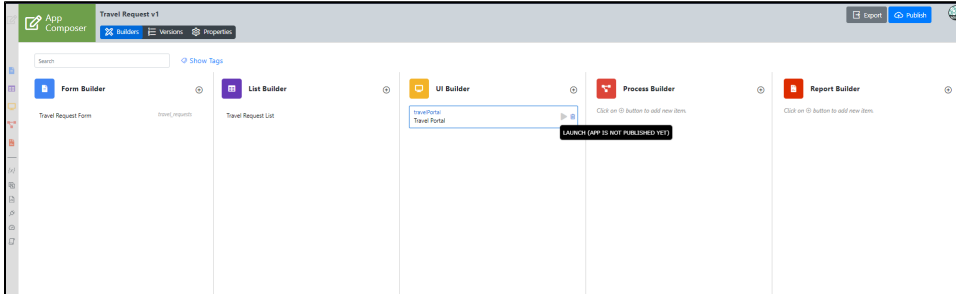 App
Composer
Travel Request v1
Builders Versions Properties
Export Publish
Search
Show Tags
Form Builder
Travel Request Form travel_requests
List Builder
Travel Request List
UI Builder
travelPortal
Travel Portal
LAUNCH (APP IS NOT PUBLISHED YET)
Process Builder
Click on ⊕ button to add new item.
Report Builder
Click on ⊕ button to add new item.